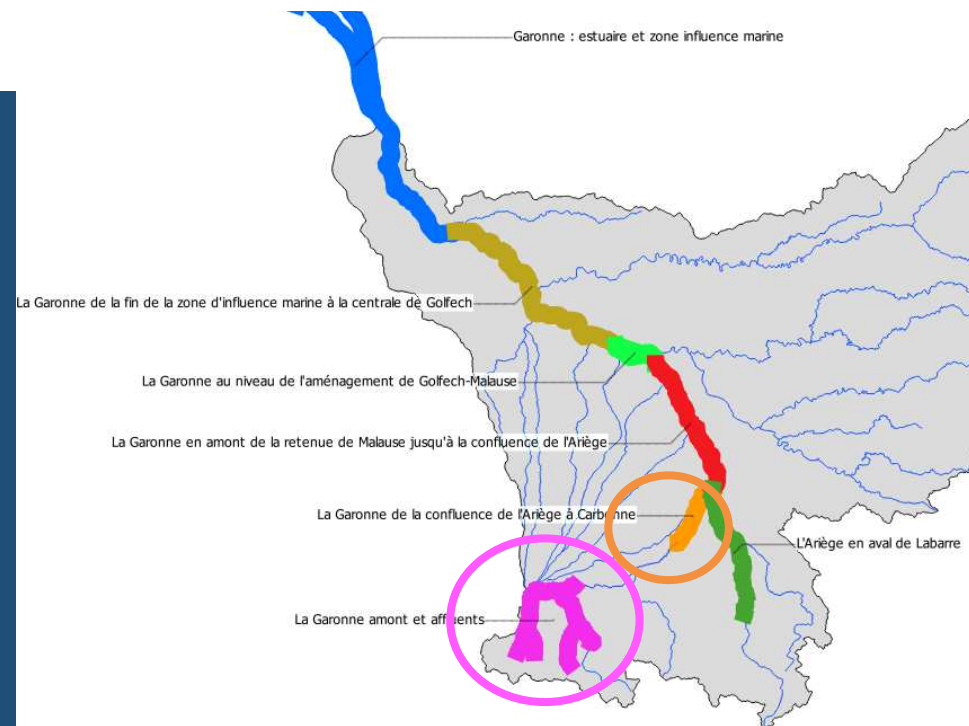 Garonne : estuaire et zone influence marine
La Garonne de la fin de la zone d'influence marine à la centrale de Golfech
La Garonne au niveau de l'aménagement de Golfech-Malause
La Garonne en amont de la retenue de Malause jusqu'à la confluence de l'Ariège
La Garonne de la confluence de l'Ariège à Carbonne
L'Ariège en aval de Labarre
La Garonne amont et affluents